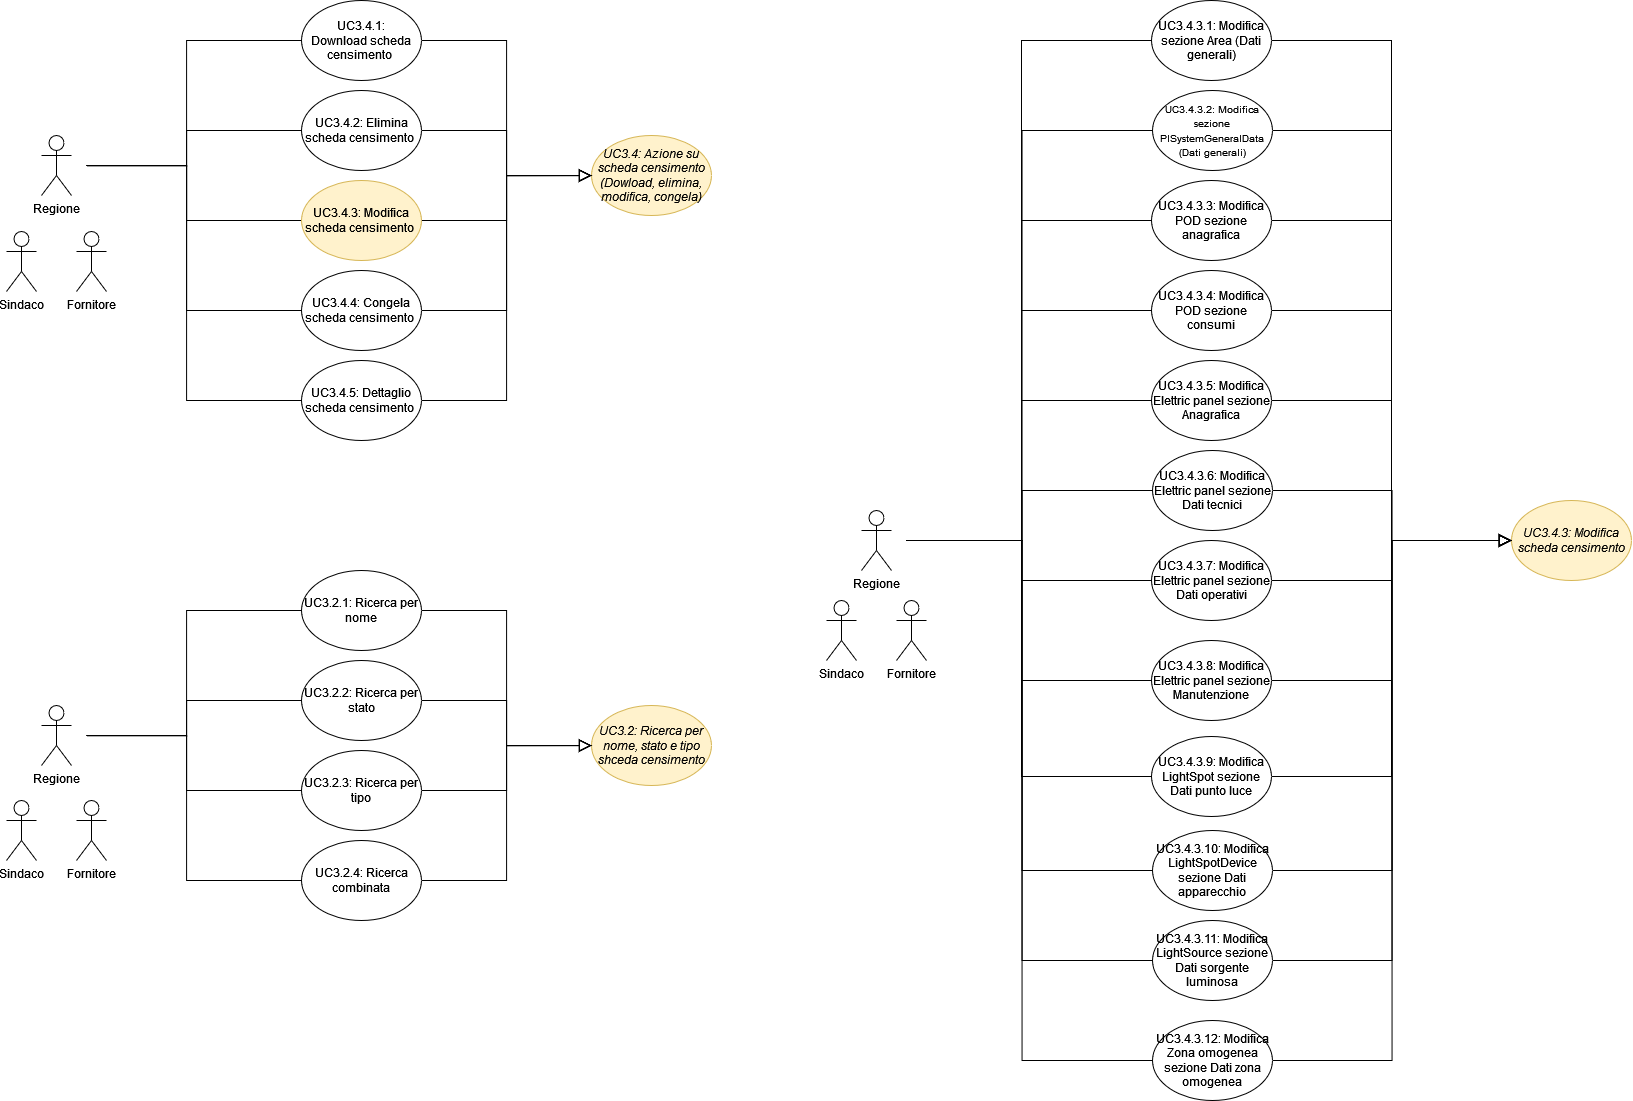 UC3.4.1:
Download scheda
censimento
UC3.4.2: Elimina
scheda censimento
UC3.4.3: Modifica
scheda censimento
UC3.4.4: Congela
scheda censimento
UC3.4.5: Dettaglio
scheda censimento
Regione
Sindaco
Fornitore
UC3.4: Azione su
scheda censimento
(Dowload, elimina,
modifica, congela)
UC3.2.1: Ricerca per
nome
UC3.2.2: Ricerca per
stato
UC3.2.3: Ricerca per
tipo
UC3.2.4: Ricerca
combinata
Regione
Sindaco
Fornitore
UC3.2: Ricerca per
nome, stato e tipo
shceda censimento
UC3.4.3.1: Modifica
sezione Area (Dati
generali)
UC3.4.3.2: Modifica
sezione
PlSystemGeneralData
(Dati generali)
UC3.4.3.3: Modifica
POD sezione
anagrafica
UC3.4.3.4: Modifica
POD sezione
consumi
UC3.4.3.5: Modifica
Elettric panel sezione
Anagrafica
UC3.4.3.6: Modifica
Elettric panel sezione
Dati tecnici
UC3.4.3.7: Modifica
Elettric panel sezione
Dati operativi
UC3.4.3.8: Modifica
Elettric panel sezione
Manutenzione
UC3.4.3.9: Modifica
LightSpot sezione
Dati punto luce
UC3.4.3.10: Modifica
LightSpotDevice
sezione Dati
apparecchio
UC3.4.3.11: Modifica
LightSource sezione
Dati sorgente
luminosa
UC3.4.3.12: Modifica
Zona omogenea
sezione Dati zona
omogenea
Regione
Sindaco
Fornitore
UC3.4.3: Modifica
scheda censimento